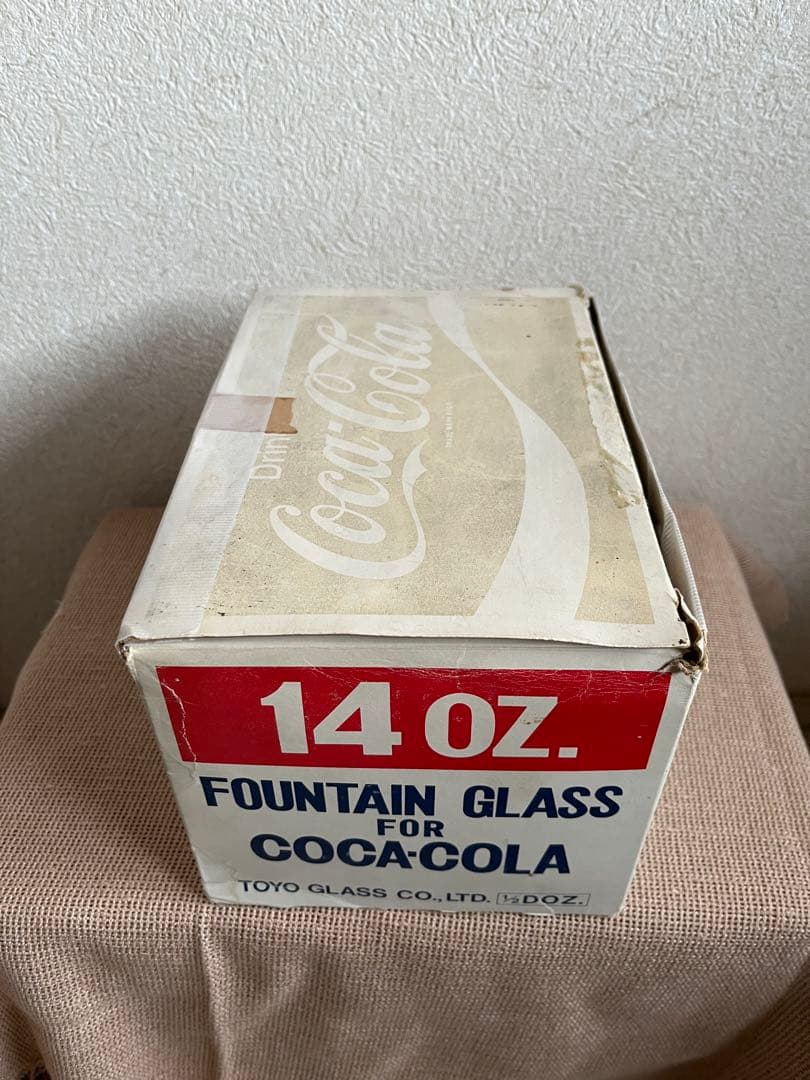 Drink
Coca-Cola
14 OZ.
FOUNTAIN GLASS
FOR
COCA-COLA
TOYO GLASS CO., LTD. ½ DOZ.